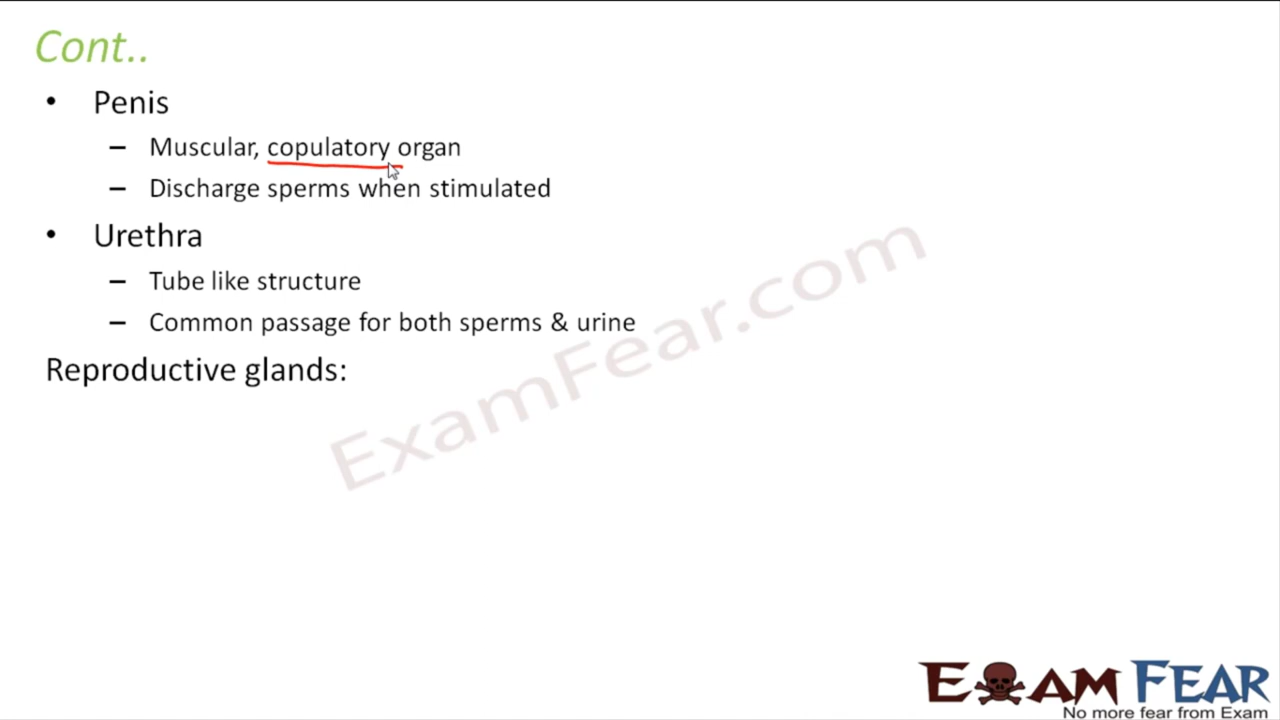 Cont..
• Penis
– Muscular, copulatory organ
– Discharge sperms when stimulated
• Urethra
– Tube like structure
– Common passage for both sperms & urine
Reproductive glands:
ExamFear.com
EXAM FEAR
No more fear from Exam